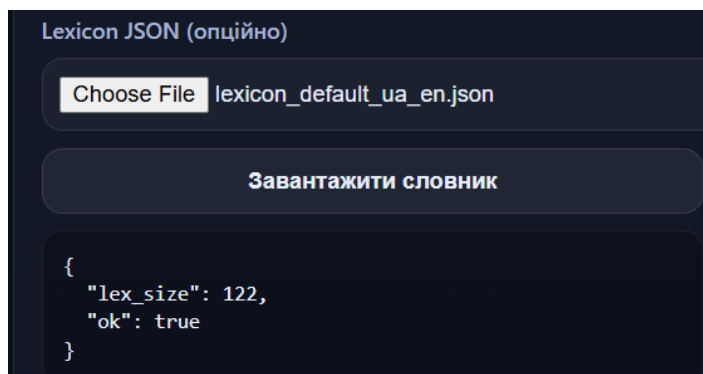 Lexicon JSON (опційно)
Choose File lexicon_default_ua_en.json
Завантажити словник
{
  "lex_size": 122,
  "ok": true
}